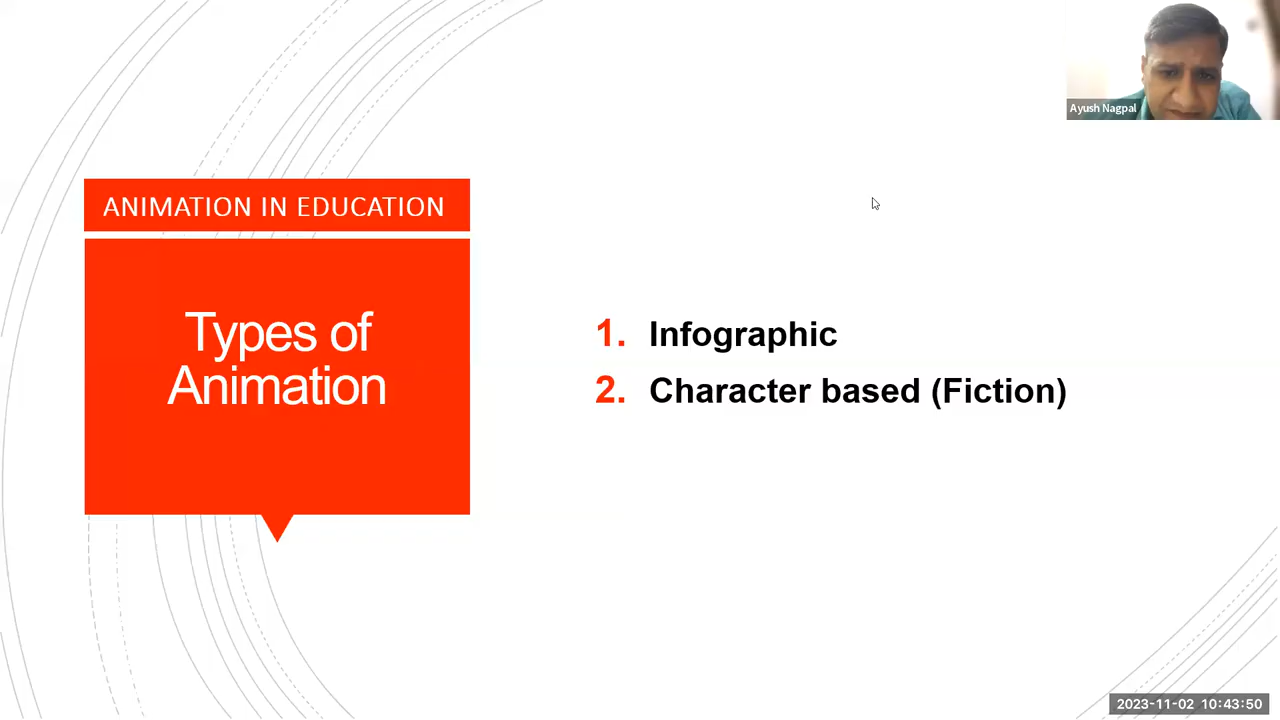 Ayush Nagpal
ANIMATION IN EDUCATION
Types of
Animation
1. Infographic
2. Character based (Fiction)
2023-11-02 10:43:50